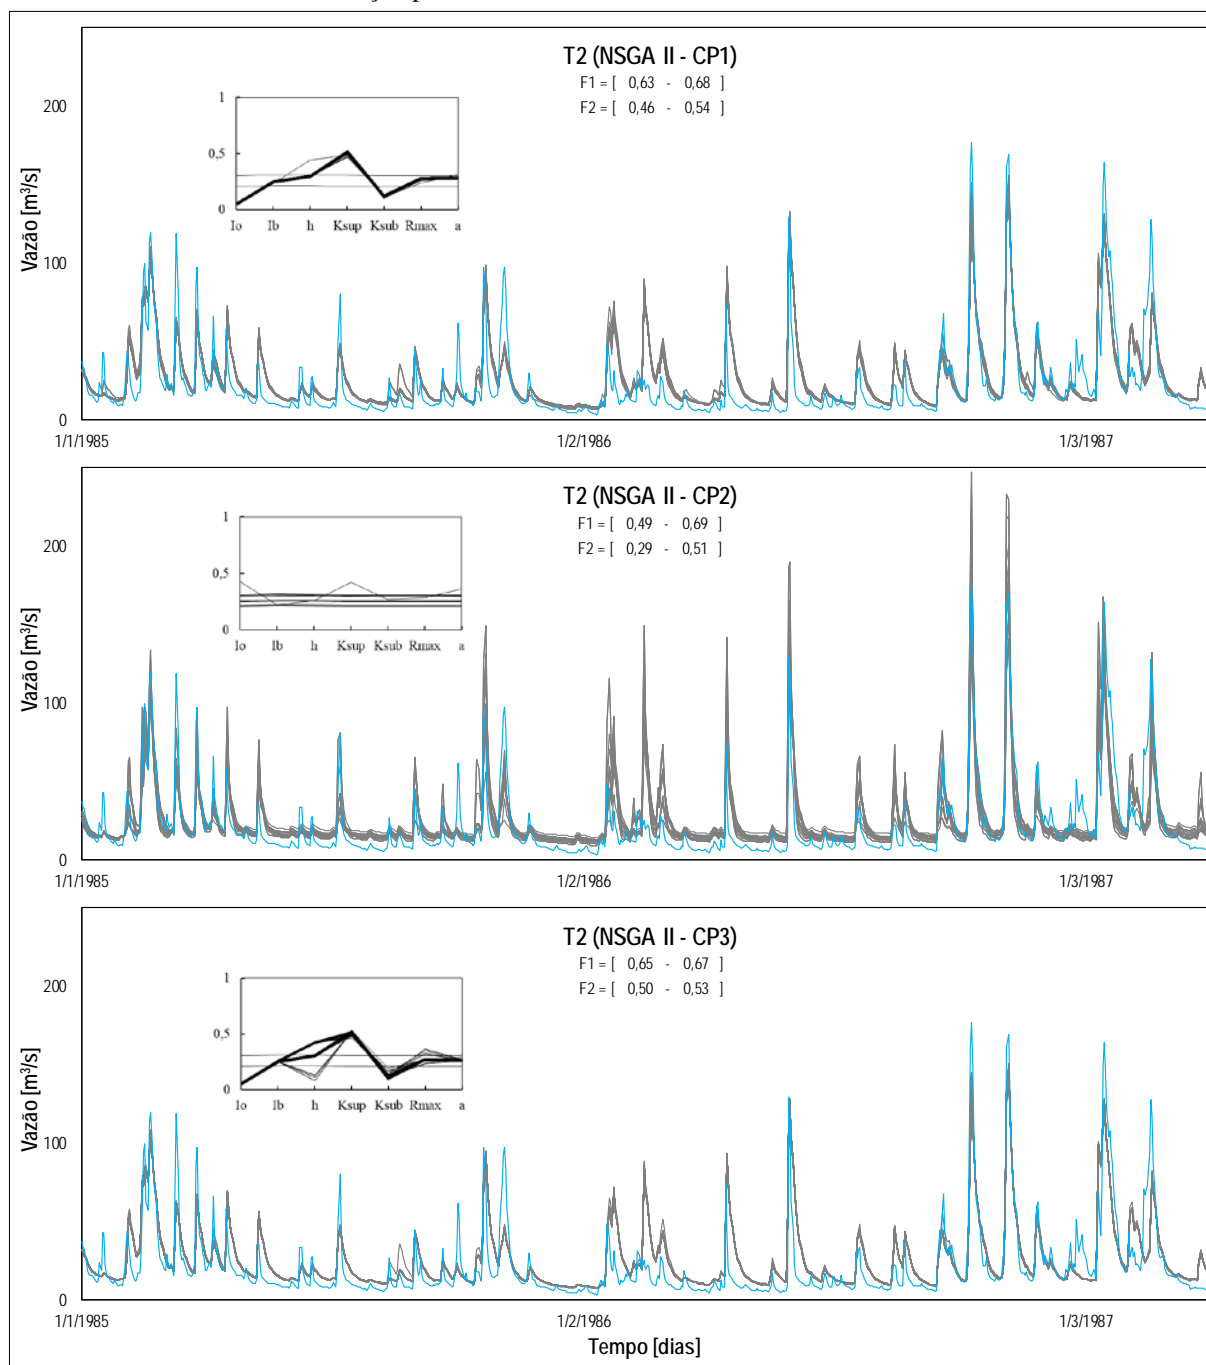 T2 (NSGA II - CP1)
F1 = [ 0,63 - 0,68 ]
F2 = [ 0,46 - 0,54 ]
Vazão [m³/s]
200
100
0
1
0,5
0
Io Ib h Ksup Ksub Rmax a
1/1/1985 1/2/1986 1/3/1987
T2 (NSGA II - CP2)
F1 = [ 0,49 - 0,69 ]
F2 = [ 0,29 - 0,51 ]
Vazão [m³/s]
200
100
0
1
0,5
0
Io Ib h Ksup Ksub Rmax a
1/1/1985 1/2/1986 1/3/1987
T2 (NSGA II - CP3)
F1 = [ 0,65 - 0,67 ]
F2 = [ 0,50 - 0,53 ]
Vazão [m³/s]
200
100
0
1
0,5
0
Io Ib h Ksup Ksub Rmax a
1/1/1985 1/2/1986 1/3/1987
Tempo [dias]